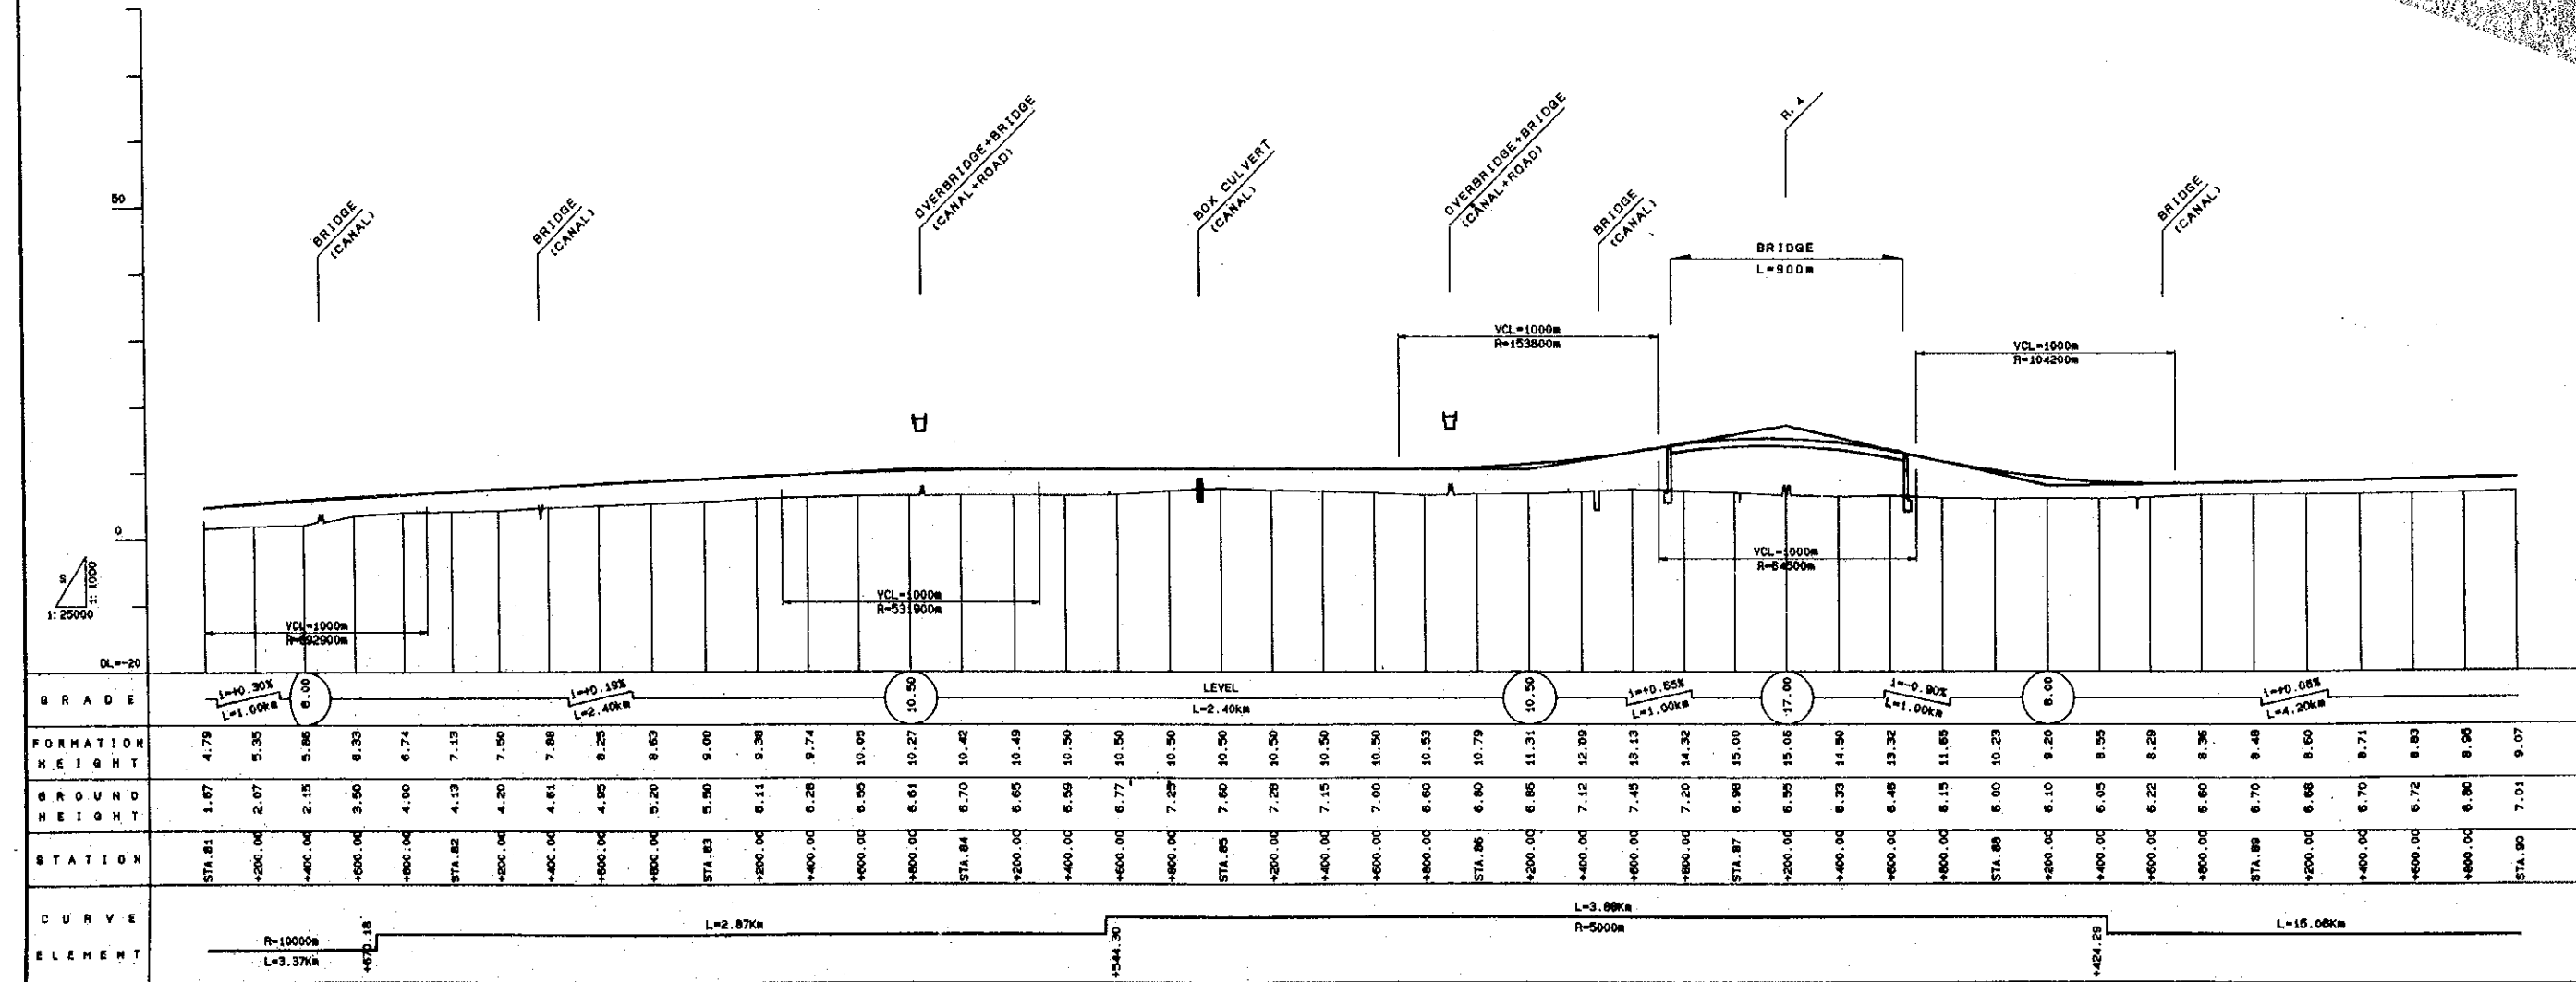 50
0
S
1:1000
1:25000
DL=-20
BRIDGE
(CANAL)
BRIDGE
(CANAL)
OVERBRIDGE+BRIDGE
(CANAL+ROAD)
BOX CULVERT
(CANAL)
OVERBRIDGE+BRIDGE
(CANAL+ROAD)
BRIDGE
(CANAL)
R. 4
BRIDGE
L=900m
BRIDGE
(CANAL)
VCL=1000m
R=153800m
VCL=1000m
R=104200m
VCL=1000m
VCL=1000m
R=531900m
VCL=1000m
GRADE
i=+0.30%
L=1.00km
6.00
i=+0.19%
L=2.40km
10.50
LEVEL
L=2.40km
10.50
i=+0.65%
L=1.00km
17.00
i=-0.90%
L=1.00km
8.00
i=+0.06%
L=4.20km
FORMATION HEIGHT
4.79 5.35 5.86 6.33 6.74 7.13 7.50 7.88 8.25 8.63 9.00 9.38 9.74 10.05 10.27 10.42 10.49 10.50 10.50 10.50 10.50 10.50 10.50 10.50 10.53 10.79 11.31 12.09 13.13 14.32 15.00 15.05 14.50 13.32 11.65 10.23 9.20 8.55 8.29 8.36 8.48 8.60 8.71 8.83 8.95 9.07
GROUND HEIGHT
1.67 2.07 2.15 3.50 4.00 4.13 4.20 4.61 4.95 5.20 5.50 6.11 6.28 6.55 6.61 6.70 6.65 6.59 6.77 7.25 7.60 7.28 7.15 7.00 6.60 6.80 6.86 7.12 7.45 7.20 6.98 6.55 6.33 6.48 6.15 6.00 6.10 6.05 6.22 6.60 6.70 6.68 6.70 6.72 6.80 7.01
STATION
STA.81 +200.00 +400.00 +600.00 +800.00 STA.82 +200.00 +400.00 +600.00 +800.00 STA.83 +200.00 +400.00 +600.00 +800.00 STA.84 +200.00 +400.00 +600.00 +800.00 STA.85 +200.00 +400.00 +600.00 +800.00 STA.86 +200.00 +400.00 +600.00 +800.00 STA.87 +200.00 +400.00 +600.00 +800.00 STA.88 +200.00 +400.00 +600.00 +800.00 STA.89 +200.00 +400.00 +600.00 +800.00 STA.90
CURVE ELEMENT
R=10000m
L=3.37Km
+670.18
L=2.87Km
+544.30
L=3.88Km
R=5000m
+424.29
L=15.06Km